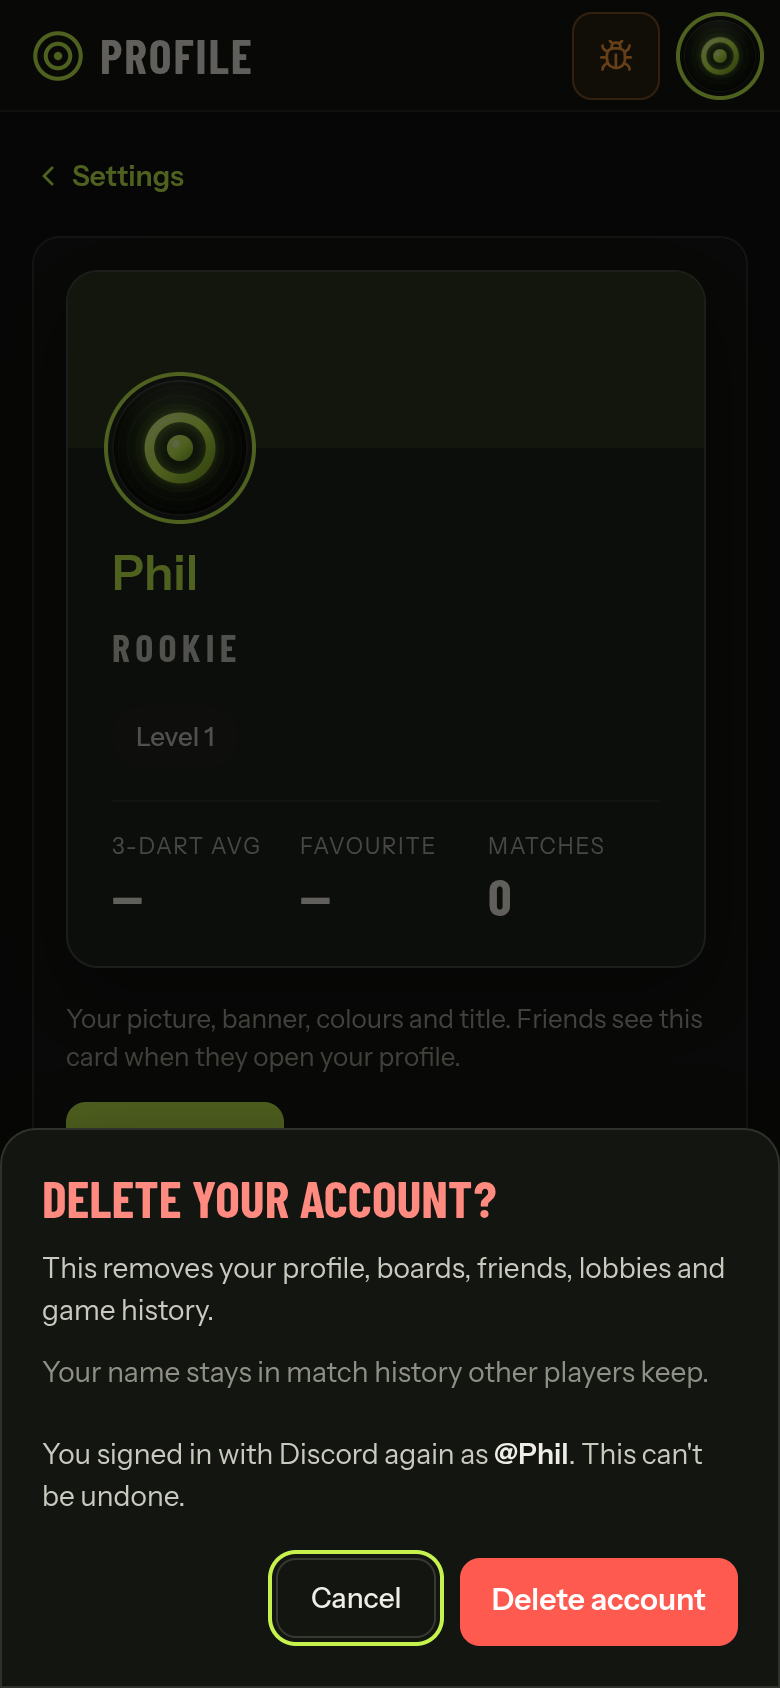 PROFILE
Settings
Phil
ROOKIE
Level 1
3-DART AVG FAVOURITE MATCHES
– – 0
Your picture, banner, colours and title. Friends see this
card when they open your profile.
DELETE YOUR ACCOUNT?
This removes your profile, boards, friends, lobbies and
game history.
Your name stays in match history other players keep.
You signed in with Discord again as @Phil. This can't
be undone.
Cancel Delete account